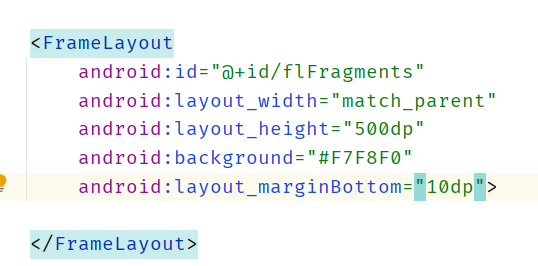 <FrameLayout
android:id="@+id/flFragments"
android:layout_width="match_parent"
android:layout_height="500dp"
android:background="#F7F8F0"
android:layout_marginBottom="10dp">
</FrameLayout>